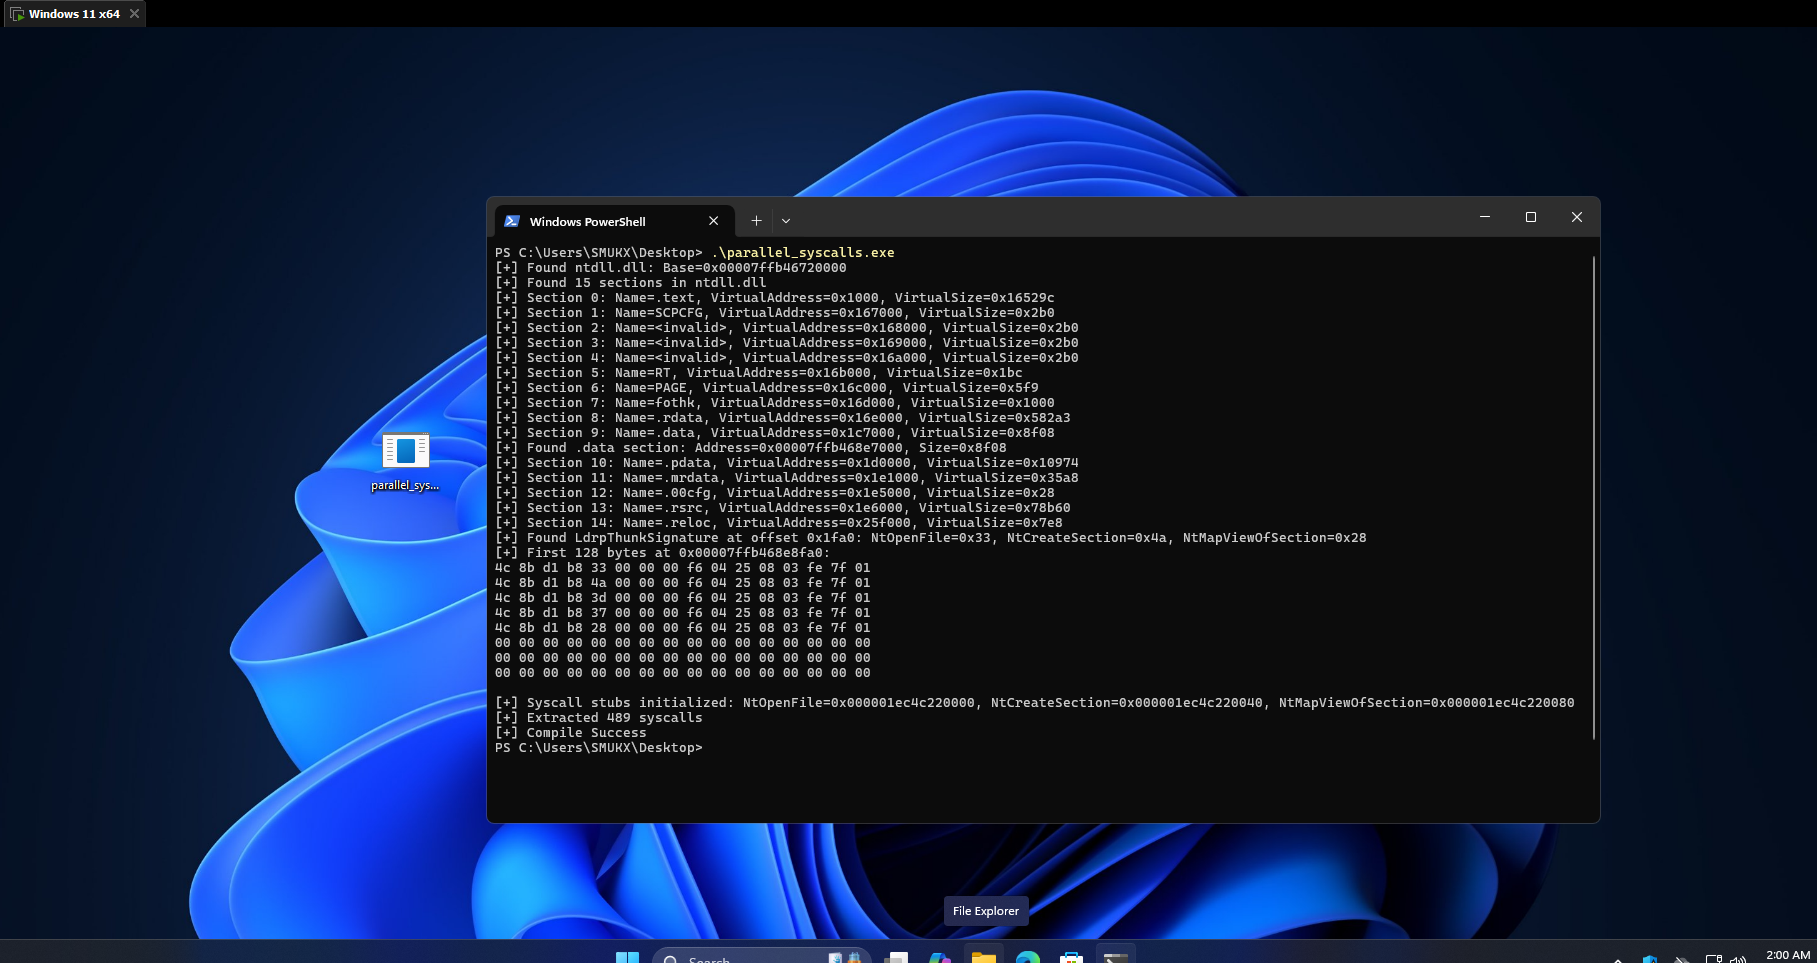 Windows 11 x64
Windows PowerShell
PS C:\Users\SMUKX\Desktop> .\parallel_syscalls.exe
[+] Found ntdll.dll: Base=0x00007ffb46720000
[+] Found 15 sections in ntdll.dll
[+] Section 0: Name=.text, VirtualAddress=0x1000, VirtualSize=0x16529c
[+] Section 1: Name=SCPCFG, VirtualAddress=0x167000, VirtualSize=0x2b0
[+] Section 2: Name=<invalid>, VirtualAddress=0x168000, VirtualSize=0x2b0
[+] Section 3: Name=<invalid>, VirtualAddress=0x169000, VirtualSize=0x2b0
[+] Section 4: Name=<invalid>, VirtualAddress=0x16a000, VirtualSize=0x2b0
[+] Section 5: Name=RT, VirtualAddress=0x16b000, VirtualSize=0x1bc
[+] Section 6: Name=PAGE, VirtualAddress=0x16c000, VirtualSize=0x5f9
[+] Section 7: Name=fothk, VirtualAddress=0x16d000, VirtualSize=0x1000
[+] Section 8: Name=.rdata, VirtualAddress=0x16e000, VirtualSize=0x582a3
[+] Section 9: Name=.data, VirtualAddress=0x1c7000, VirtualSize=0x8f08
[+] Found .data section: Address=0x00007ffb468e7000, Size=0x8f08
[+] Section 10: Name=.pdata, VirtualAddress=0x1d0000, VirtualSize=0x10974
[+] Section 11: Name=.mrdata, VirtualAddress=0x1e1000, VirtualSize=0x35a8
[+] Section 12: Name=.00cfg, VirtualAddress=0x1e5000, VirtualSize=0x28
[+] Section 13: Name=.rsrc, VirtualAddress=0x1e6000, VirtualSize=0x78b60
[+] Section 14: Name=.reloc, VirtualAddress=0x25f000, VirtualSize=0x7e8
[+] Found LdrpThunkSignature at offset 0x1fa0: NtOpenFile=0x33, NtCreateSection=0x4a, NtMapViewOfSection=0x28
[+] First 128 bytes at 0x00007ffb468e8fa0:
4c 8b d1 b8 33 00 00 00 f6 04 25 08 03 fe 7f 01
4c 8b d1 b8 4a 00 00 00 f6 04 25 08 03 fe 7f 01
4c 8b d1 b8 3d 00 00 00 f6 04 25 08 03 fe 7f 01
4c 8b d1 b8 37 00 00 00 f6 04 25 08 03 fe 7f 01
4c 8b d1 b8 28 00 00 00 f6 04 25 08 03 fe 7f 01
00 00 00 00 00 00 00 00 00 00 00 00 00 00 00 00
00 00 00 00 00 00 00 00 00 00 00 00 00 00 00 00
00 00 00 00 00 00 00 00 00 00 00 00 00 00 00 00
[+] Syscall stubs initialized: NtOpenFile=0x000001ec4c220000, NtCreateSection=0x000001ec4c220040, NtMapViewOfSection=0x000001ec4c220080
[+] Extracted 489 syscalls
[+] Compile Success
PS C:\Users\SMUKX\Desktop>
parallel_sys...
File Explorer
Search
2:00 AM